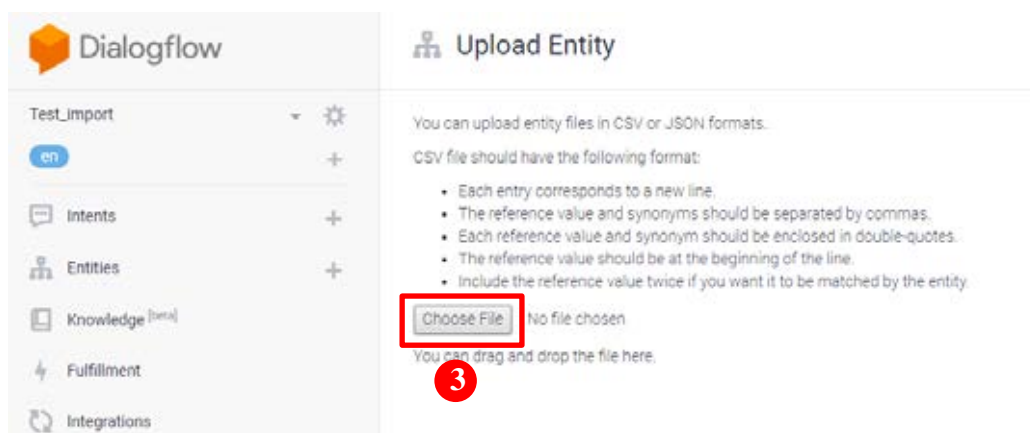 Dialogflow
Test_import
en
Intents
Entities
Knowledge [beta]
Fulfillment
Integrations
Upload Entity
You can upload entity files in CSV or JSON formats.
CSV file should have the following format:
• Each entry corresponds to a new line.
• The reference value and synonyms should be separated by commas.
• Each reference value and synonym should be enclosed in double-quotes.
• The reference value should be at the beginning of the line.
• Include the reference value twice if you want it to be matched by the entity.
Choose File No file chosen
You can drag and drop the file here.
3